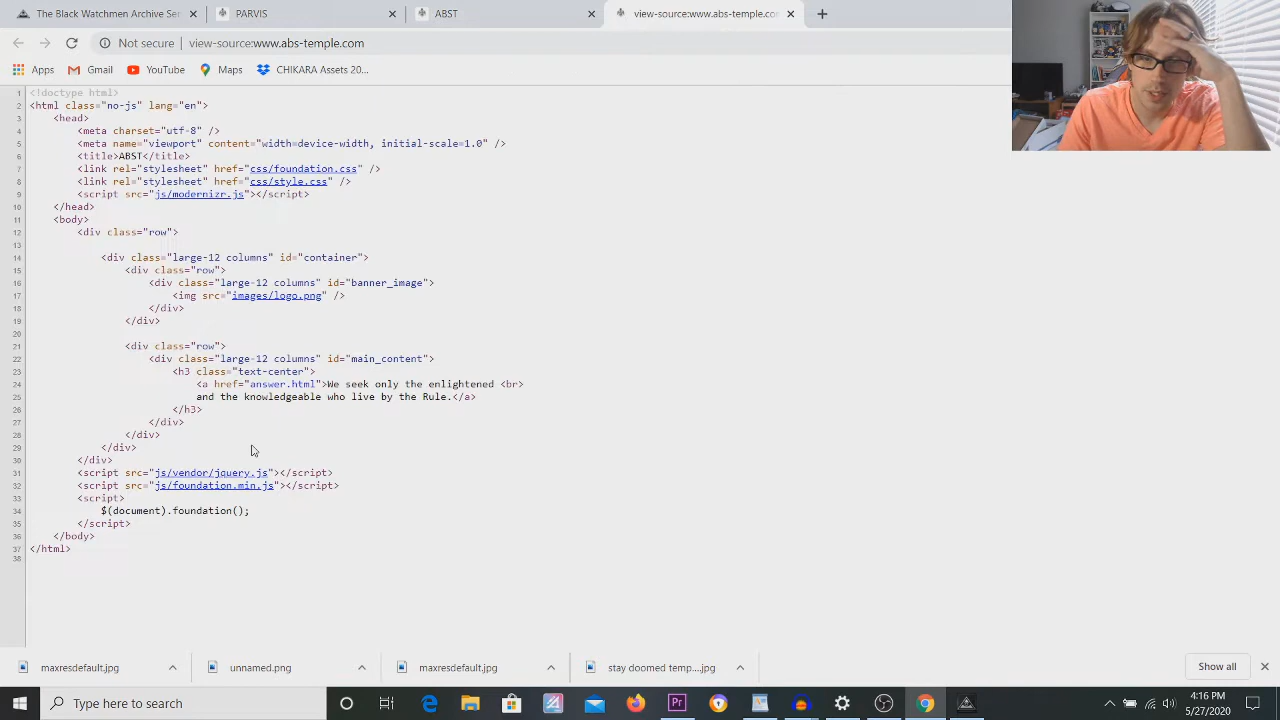 The Black Watchmen Archive Ser
PARVIS
ABST
view-source:www.abs-temple.com
Not secure
view-source:www.abs-temple.com
Apps
Gmail
YouTube
Maps
CHIKARA Assets 20...
1 <!doctype html>
2 <html class="no-js" lang="en">
3 <head>
4 <meta charset="utf-8" />
5 <meta name="viewport" content="width=device-width, initial-scale=1.0" />
6 <title>ABST</title>
7 <link rel="stylesheet" href="css/foundation.css" />
8 <link rel="stylesheet" href="css/style.css" />
9 <script src="js/modernizr.js"></script>
10 </head>
11 <body>
12 <div class="row">
13
14 <div class="large-12 columns" id="container">
15 <div class="row">
16 <div class="large-12 columns" id="banner_image">
17 <img src="images/logo.png" />
18 </div>
19 </div>
20
21 <div class="row">
22 <div class="large-12 columns" id="main_content">
23 <h3 class="text-center">
24 <a href="answer.html">We seek only the enlightened <br>
25 and the knowledgeable who live by the Rule.</a>
26 </h3>
27 </div>
28 </div>
29 </div>
30 </div>
31 <script src="js/vendor/jquery.js"></script>
32 <script src="js/foundation.min.js"></script>
33 <script>
34 $(document).foundation();
35 </script>
36 </body>
37 </html>
38
maxresdefault.jpg
unnamed.png
maxresdefault.jpg
stay doomed temp....jpg
Show all
Type here to search
Pr
4:16 PM
5/27/2020